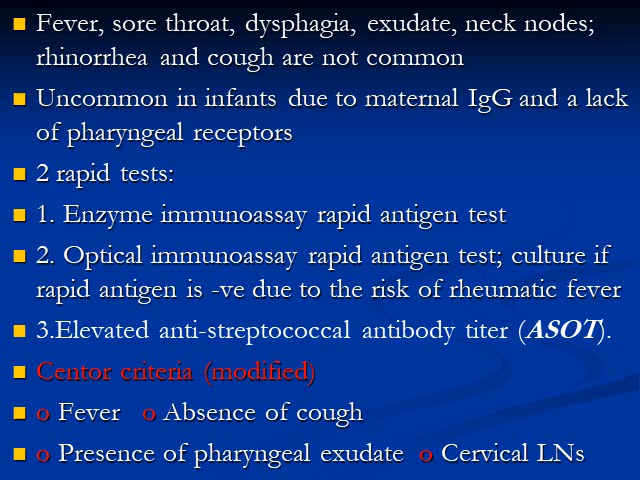 Fever, sore throat, dysphagia, exudate, neck nodes;
rhinorrhea and cough are not common
Uncommon in infants due to maternal IgG and a lack
of pharyngeal receptors
2 rapid tests:
1. Enzyme immunoassay rapid antigen test
2. Optical immunoassay rapid antigen test; culture if
rapid antigen is -ve due to the risk of rheumatic fever
3.Elevated anti-streptococcal antibody titer (ASOT).
Centor criteria (modified)
o Fever o Absence of cough
o Presence of pharyngeal exudate o Cervical LNs